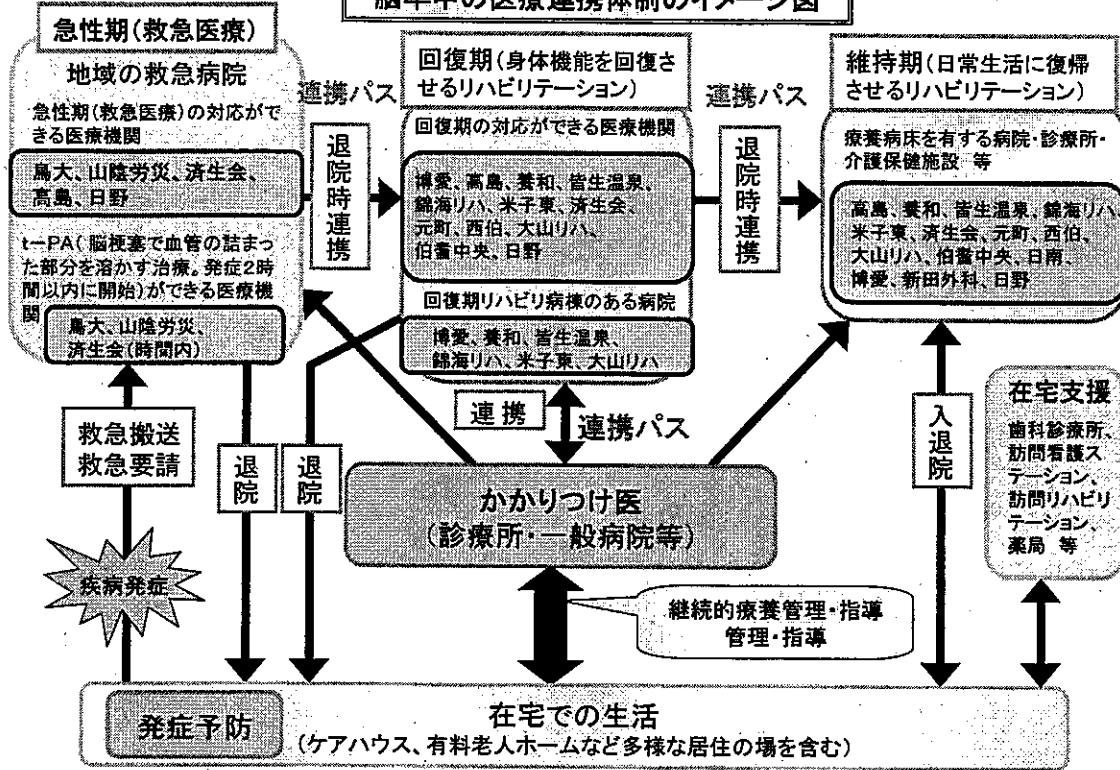 脳卒中の医療連携体制のイメージ図
急性期(救急医療)
地域の救急病院
急性期(救急医療)の対応がで
きる医療機関
鳥大、山陰労災、済生会、
高島、日野
t-PA(脳梗塞で血管の詰まっ
た部分を溶かす治療。発症2時
間以内に開始)ができる医療機
関
鳥大、山陰労災、
済生会(時間内)
連携パス
退院時連携
回復期(身体機能を回復さ
せるリハビリテーション)
回復期の対応ができる医療機関
博愛、高島、養和、皆生温泉、
錦海リハ、米子東、済生会、
元町、西伯、大山リハ、
伯耆中央、日野
回復期リハビリ病棟のある病院
博愛、養和、皆生温泉、
錦海リハ、米子東、大山リハ
連携パス
退院時連携
維持期(日常生活に復帰
させるリハビリテーション)
療養病床を有する病院・診療所・
介護保健施設 等
高島、養和、皆生温泉、錦海リハ
米子東、済生会、元町、西伯、
大山リハ、伯耆中央、日南、
博愛、新田外科、日野
救急搬送
救急要請
退院
退院
連携
連携パス
入退院
在宅支援
歯科診療所、
訪問看護ス
テーション、
訪問リハビリ
テーション、
薬局 等
かかりつけ医
(診療所・一般病院等)
疾病発症
継続的療養管理・指導
管理・指導
発症予防
在宅での生活
(ケアハウス、有料老人ホームなど多様な居住の場を含む)